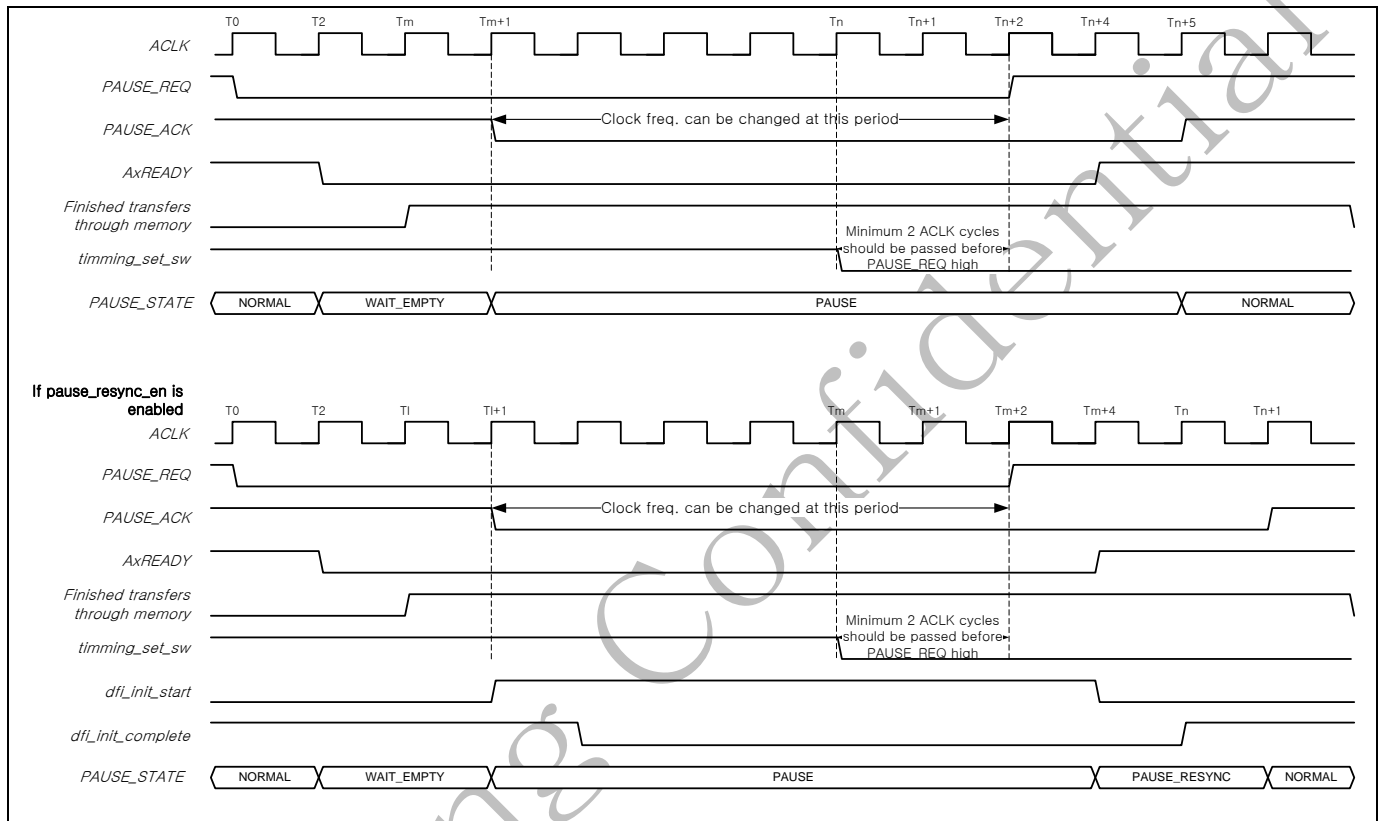 T0 T2 Tm Tm+1 Tn Tn+1 Tn+2 Tn+4 Tn+5
ACLK
PAUSE_REQ
PAUSE_ACK
Clock freq. can be changed at this period
AxREADY
Finished transfers
through memory
Minimum 2 ACLK cycles
should be passed before
PAUSE_REQ high
timming_set_sw
PAUSE_STATE NORMAL WAIT_EMPTY PAUSE NORMAL
If pause_resync_en is
enabled
T0 T2 Tl Tl+1 Tm Tm+1 Tm+2 Tm+4 Tn Tn+1
ACLK
PAUSE_REQ
PAUSE_ACK
Clock freq. can be changed at this period
AxREADY
Finished transfers
through memory
Minimum 2 ACLK cycles
should be passed before
PAUSE_REQ high
timming_set_sw
dfi_init_start
dfi_init_complete
PAUSE_STATE NORMAL WAIT_EMPTY PAUSE PAUSE_RESYNC NORMAL
ng Confidential